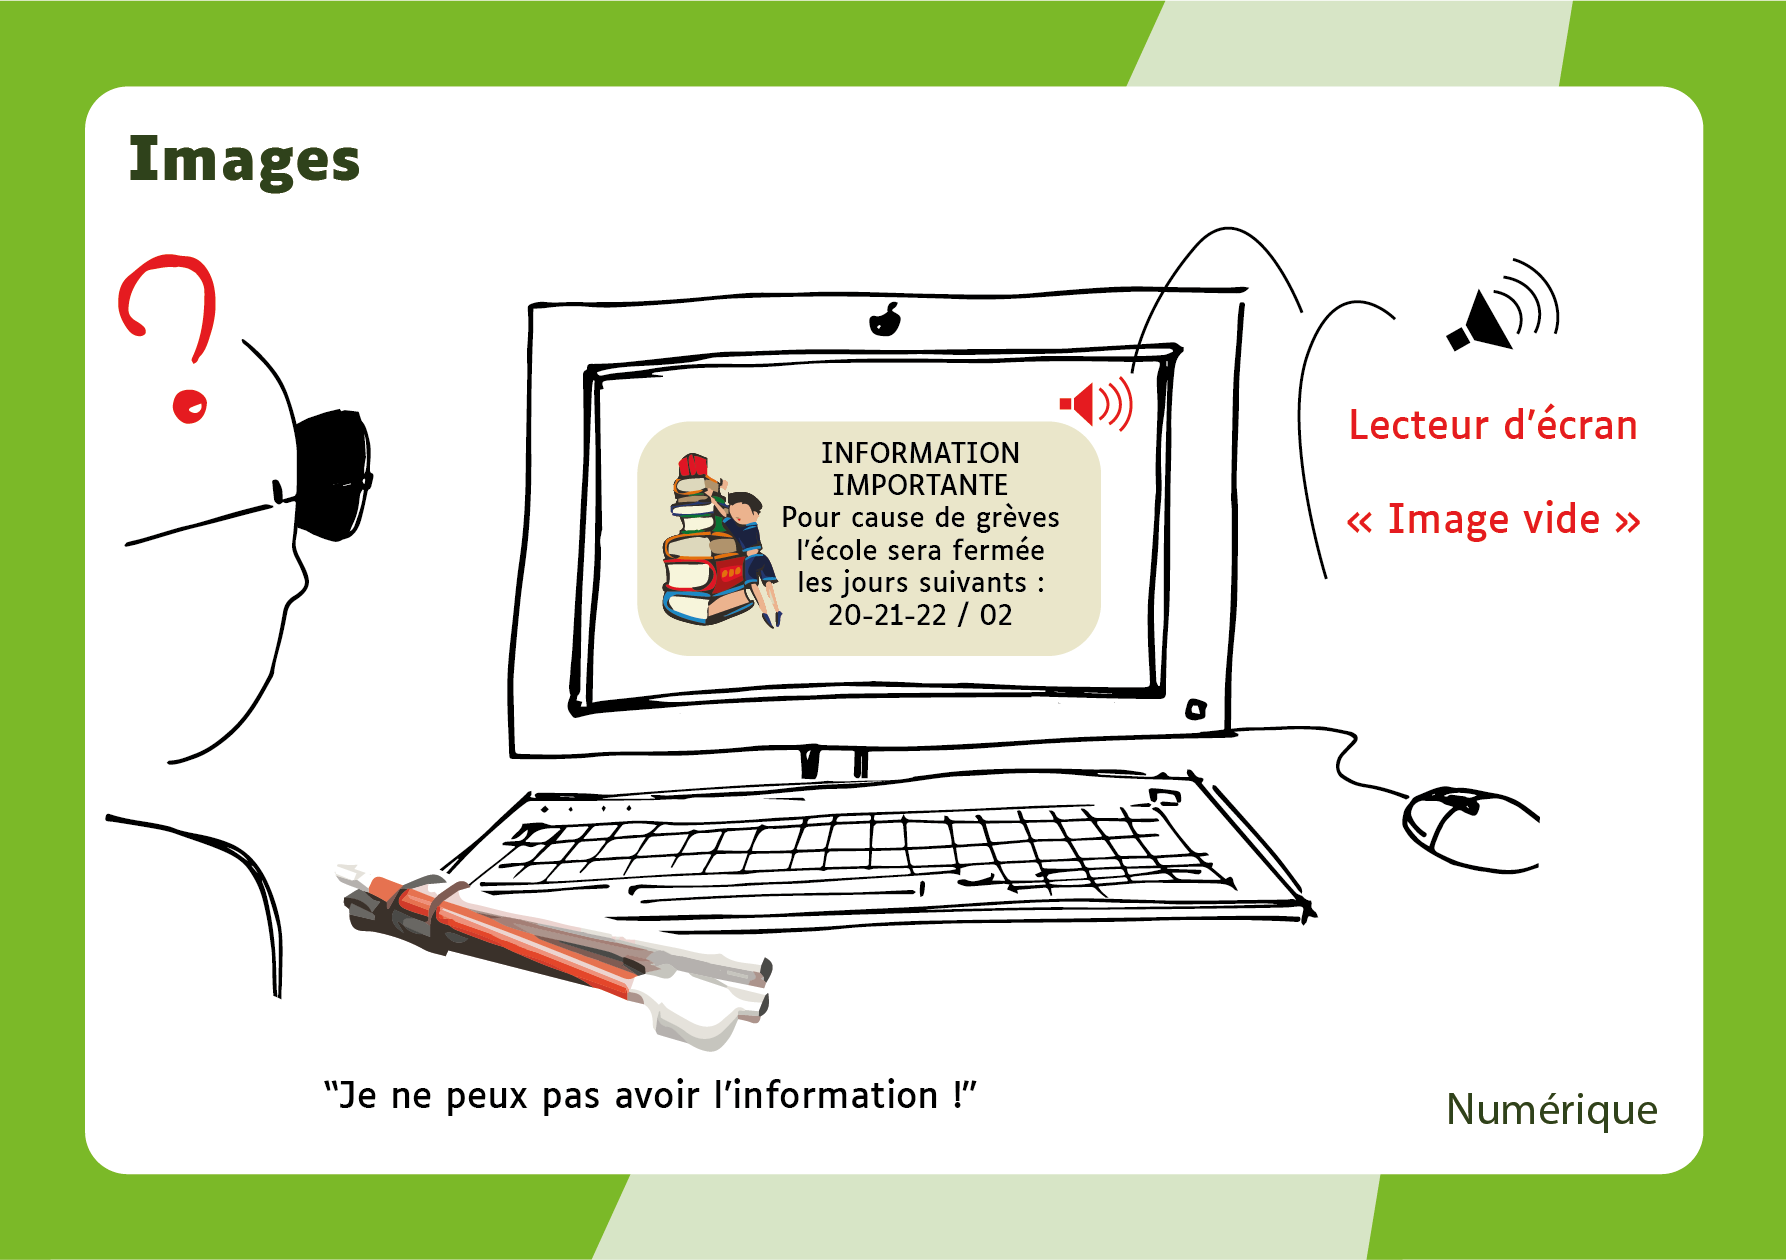 Images
INFORMATION
IMPORTANTE
Pour cause de grèves
l'école sera fermée
les jours suivants :
20-21-22 / 02
Lecteur d'écran
« Image vide »
“Je ne peux pas avoir l'information !”
Numérique